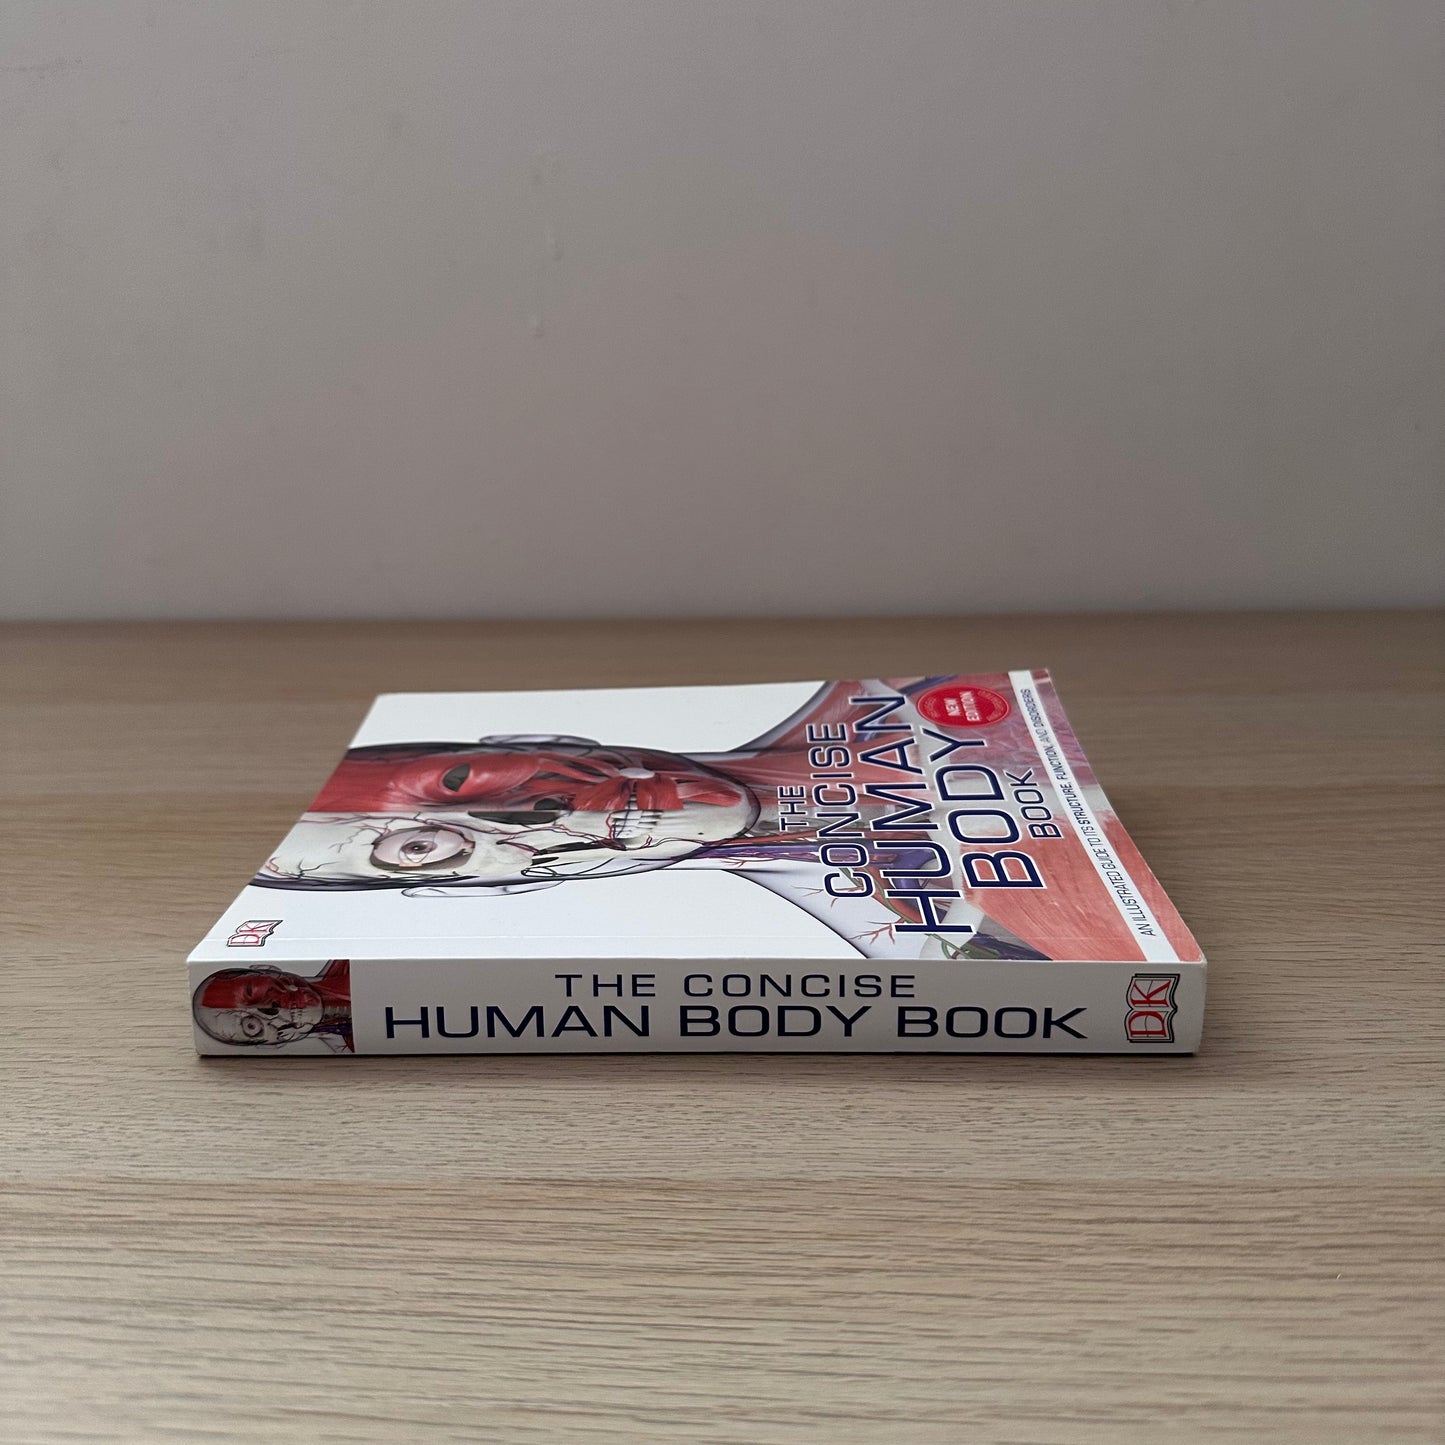 THE
CONCISE
HUMAN
BODY
BOOK
NEW
EDITION
AN ILLUSTRATED GUIDE TO ITS STRUCTURE, FUNCTION, AND DISORDERS
DK
THE CONCISE
HUMAN BODY BOOK
DK